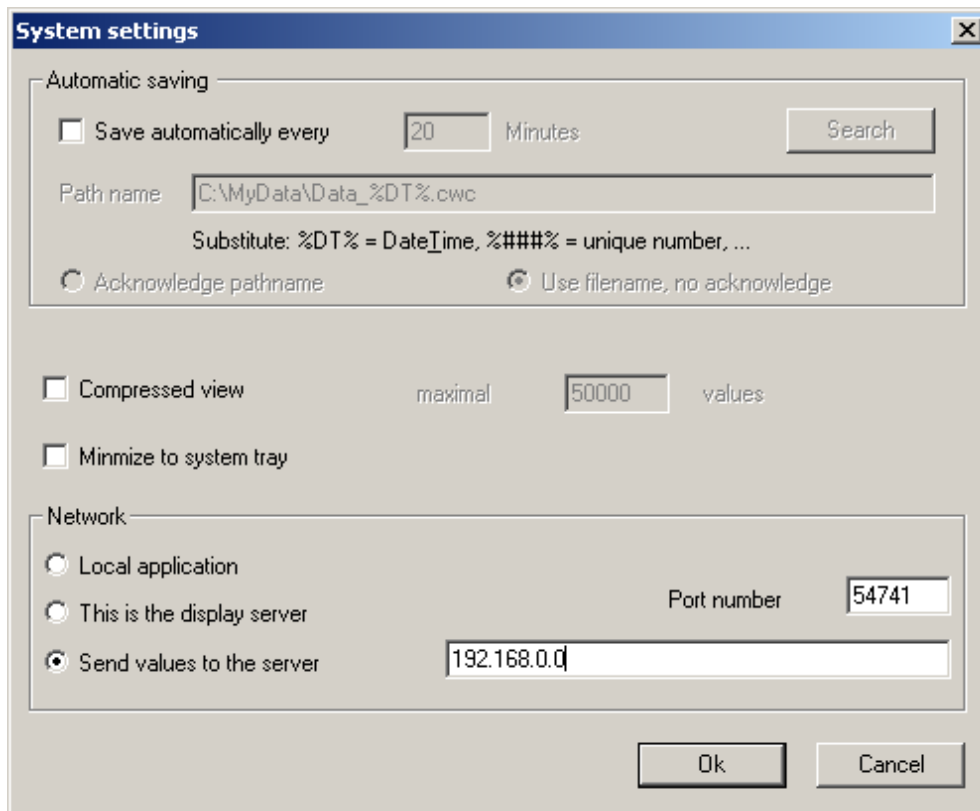 System settings
Automatic saving
Save automatically every 20 Minutes Search
Path name C:\MyData\Data_%DT%.cwc
Substitute: %DT% = DateTime, %###% = unique number, ...
Acknowledge pathname Use filename, no acknowledge
Compressed view maximal 50000 values
Minmize to system tray
Network
Local application
This is the display server Port number 54741
Send values to the server 192.168.0.0
Ok Cancel